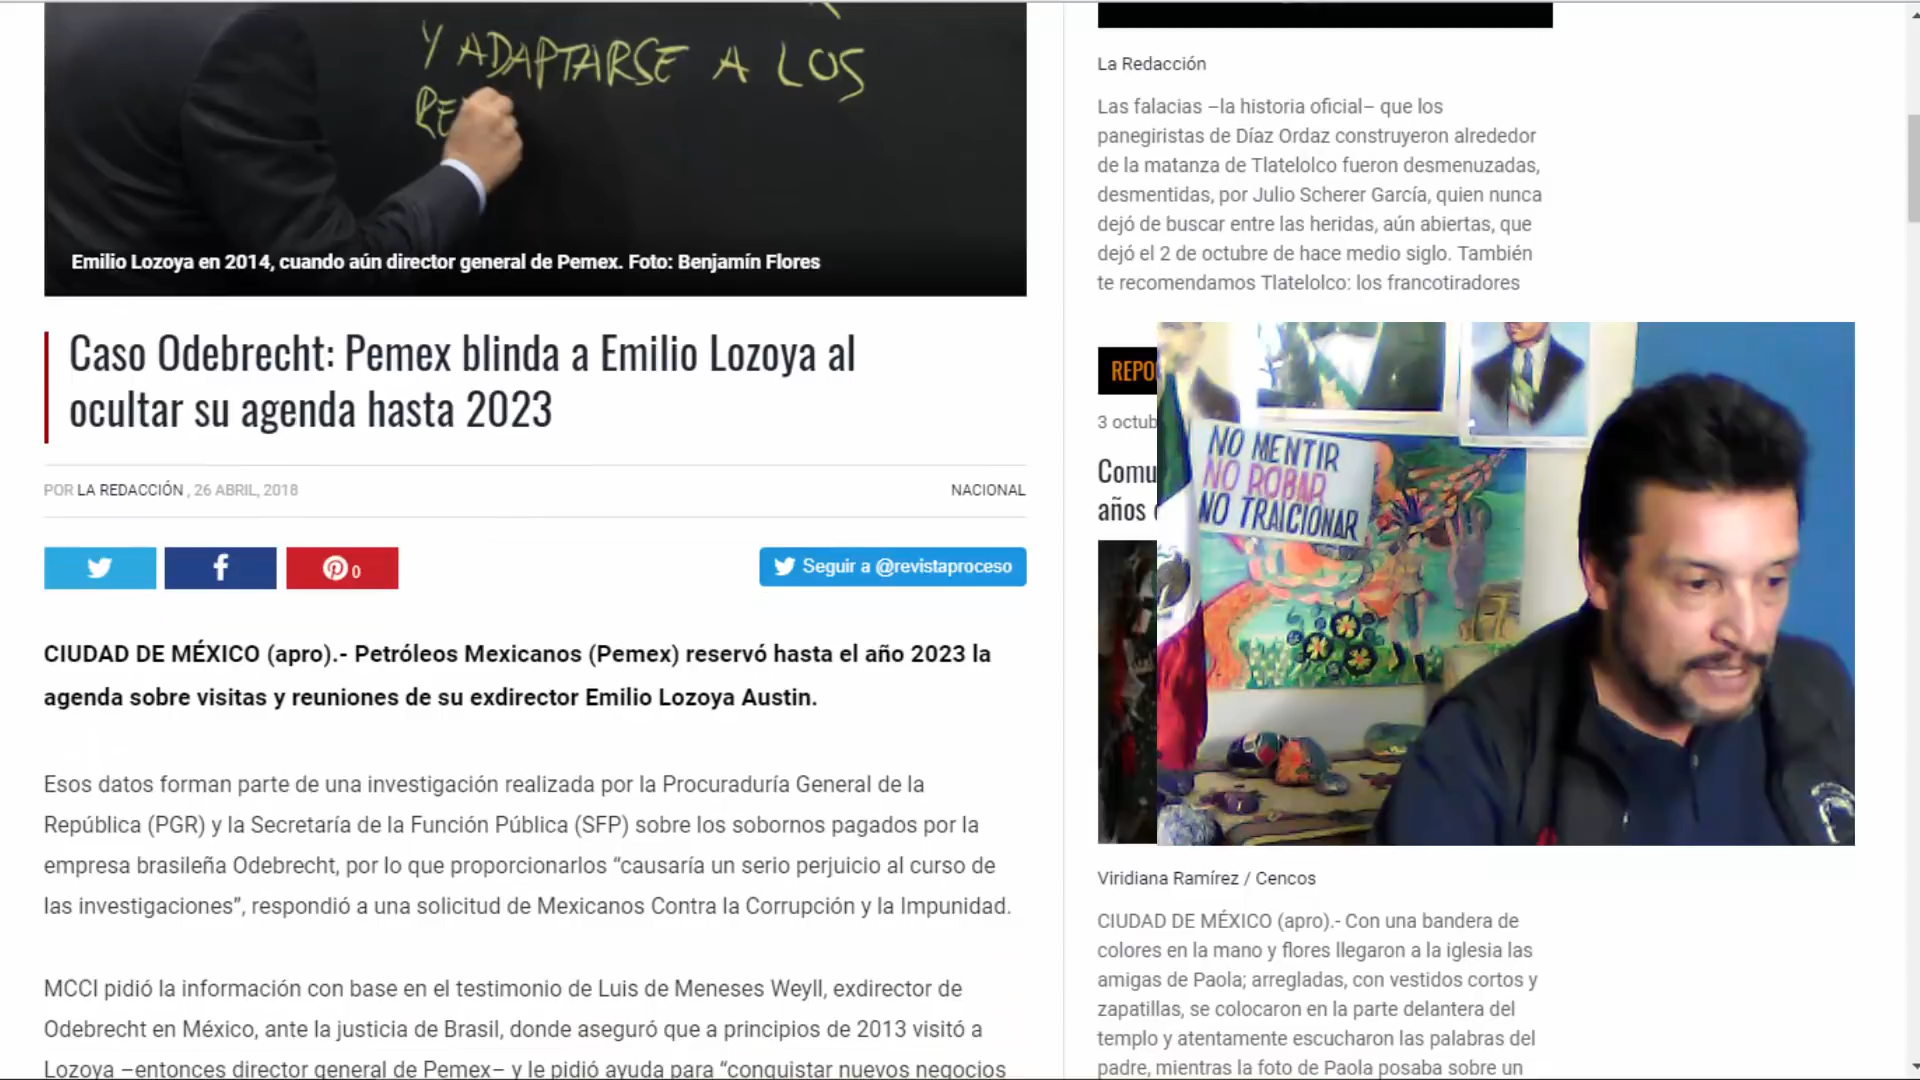 Y ADAPTARSE A LOS
Emilio Lozoya en 2014, cuando aún director general de Pemex. Foto: Benjamín Flores
Caso Odebrecht: Pemex blinda a Emilio Lozoya al
ocultar su agenda hasta 2023
POR LA REDACCIÓN , 26 ABRIL, 2018
NACIONAL
0
Seguir a @revistaproceso
CIUDAD DE MÉXICO (apro).- Petróleos Mexicanos (Pemex) reservó hasta el año 2023 la
agenda sobre visitas y reuniones de su exdirector Emilio Lozoya Austin.
Esos datos forman parte de una investigación realizada por la Procuraduría General de la
República (PGR) y la Secretaría de la Función Pública (SFP) sobre los sobornos pagados por la
empresa brasileña Odebrecht, por lo que proporcionarlos “causaría un serio perjuicio al curso de
las investigaciones”, respondió a una solicitud de Mexicanos Contra la Corrupción y la Impunidad.
MCCI pidió la información con base en el testimonio de Luis de Meneses Weyll, exdirector de
Odebrecht en México, ante la justicia de Brasil, donde aseguró que a principios de 2013 visitó a
Lozoya –entonces director general de Pemex– y le pidió ayuda para “conquistar nuevos negocios
La Redacción
Las falacias –la historia oficial– que los
panegiristas de Díaz Ordaz construyeron alrededor
de la matanza de Tlatelolco fueron desmenuzadas,
desmentidas, por Julio Scherer García, quien nunca
dejó de buscar entre las heridas, aún abiertas, que
dejó el 2 de octubre de hace medio siglo. También
te recomendamos Tlatelolco: los francotiradores
REPO
3 octub
Comu
años
NO MENTIR
NO ROBAR
NO TRAICIONAR
Viridiana Ramírez / Cencos
CIUDAD DE MÉXICO (apro).- Con una bandera de
colores en la mano y flores llegaron a la iglesia las
amigas de Paola; arregladas, con vestidos cortos y
zapatillas, se colocaron en la parte delantera del
templo y atentamente escucharon las palabras del
padre, mientras la foto de Paola posaba sobre un